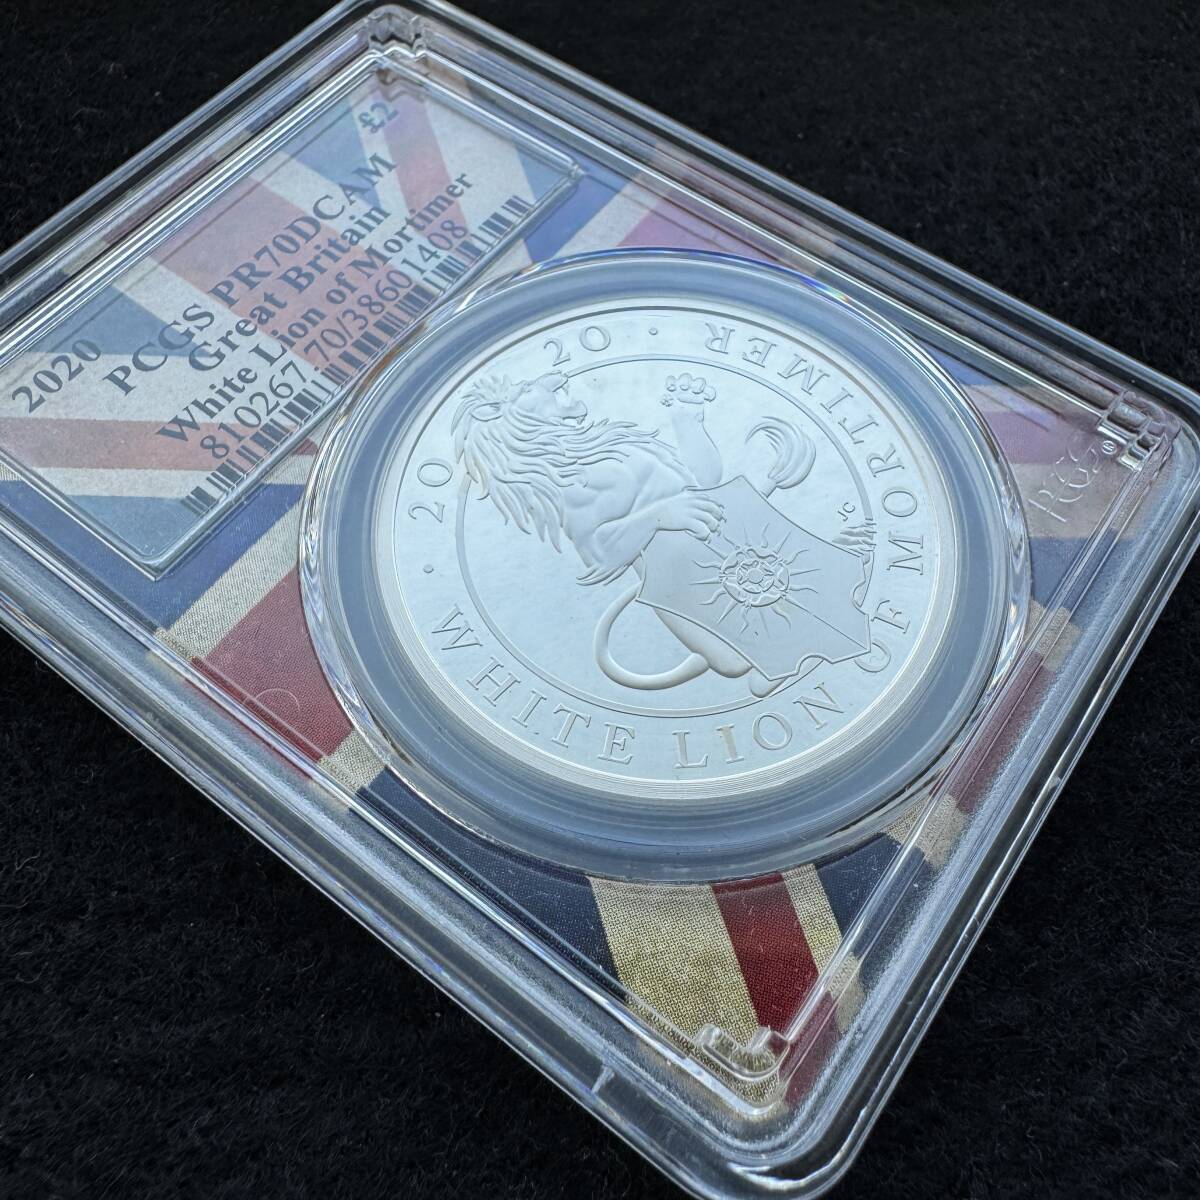 2020 £2
PCGS PR70DCAM
Great Britain
White Lion of Mortimer
810267.70/38601408
20 20 · WHITE LION OF MORTIMER ·
JC
PCGS®